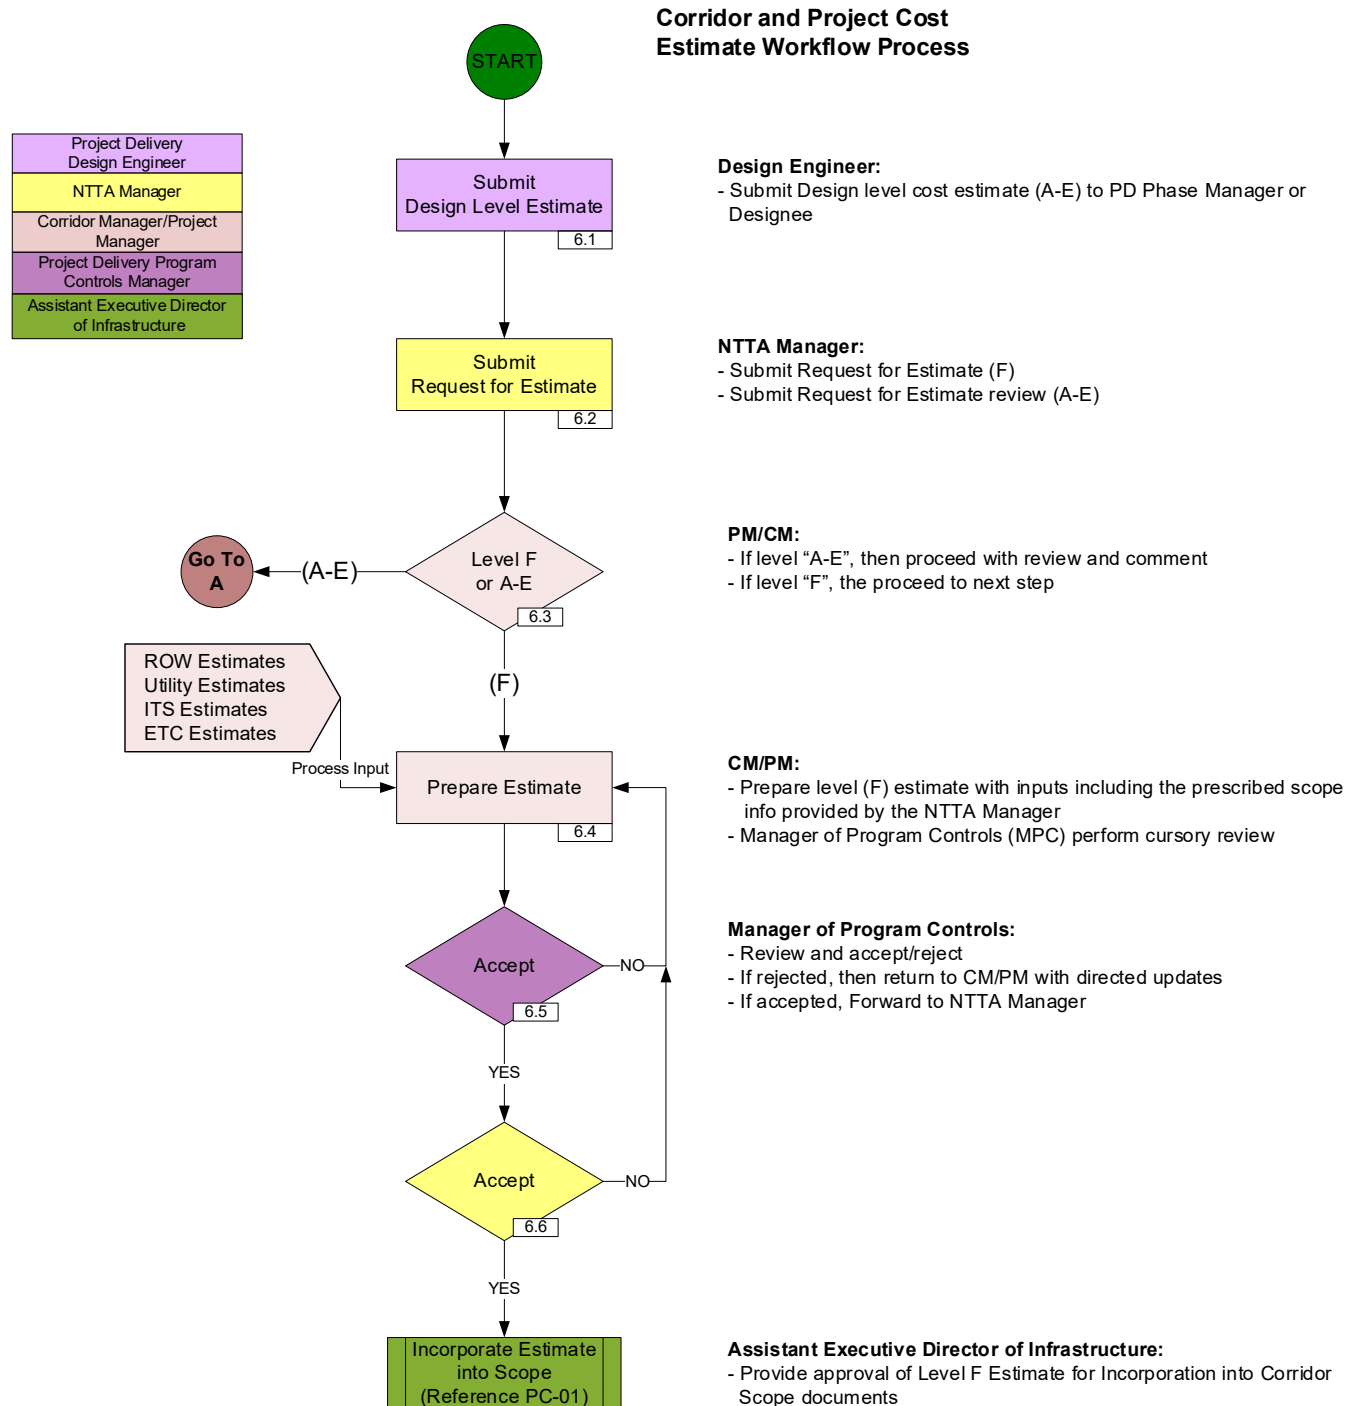 Corridor and Project Cost
Estimate Workflow Process
START
Project Delivery
Design Engineer
NTTA Manager
Corridor Manager/Project
Manager
Project Delivery Program
Controls Manager
Assistant Executive Director
of Infrastructure
Submit
Design Level Estimate
6.1
Design Engineer:
- Submit Design level cost estimate (A-E) to PD Phase Manager or
Designee
Submit
Request for Estimate
6.2
NTTA Manager:
- Submit Request for Estimate (F)
- Submit Request for Estimate review (A-E)
Go To
A
(A-E)
Level F
or A-E
6.3
PM/CM:
- If level “A-E”, then proceed with review and comment
- If level “F”, the proceed to next step
(F)
ROW Estimates
Utility Estimates
ITS Estimates
ETC Estimates
Process Input
Prepare Estimate
6.4
CM/PM:
- Prepare level (F) estimate with inputs including the prescribed scope
info provided by the NTTA Manager
- Manager of Program Controls (MPC) perform cursory review
Accept
NO
6.5
YES
Manager of Program Controls:
- Review and accept/reject
- If rejected, then return to CM/PM with directed updates
- If accepted, Forward to NTTA Manager
Accept
NO
6.6
YES
Incorporate Estimate
into Scope
(Reference PC-01)
Assistant Executive Director of Infrastructure:
- Provide approval of Level F Estimate for Incorporation into Corridor
Scope documents